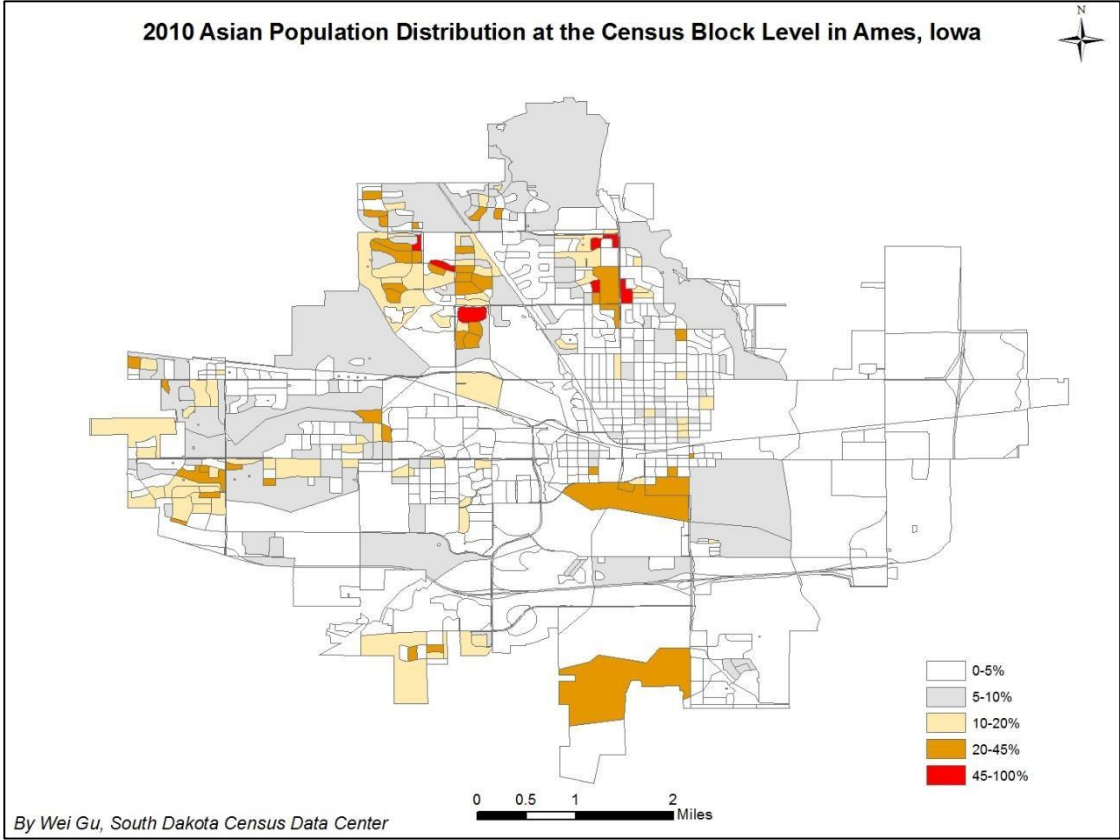 2010 Asian Population Distribution at the Census Block Level in Ames, Iowa
N
0-5%
5-10%
10-20%
20-45%
45-100%
0 0.5 1 2
Miles
By Wei Gu, South Dakota Census Data Center